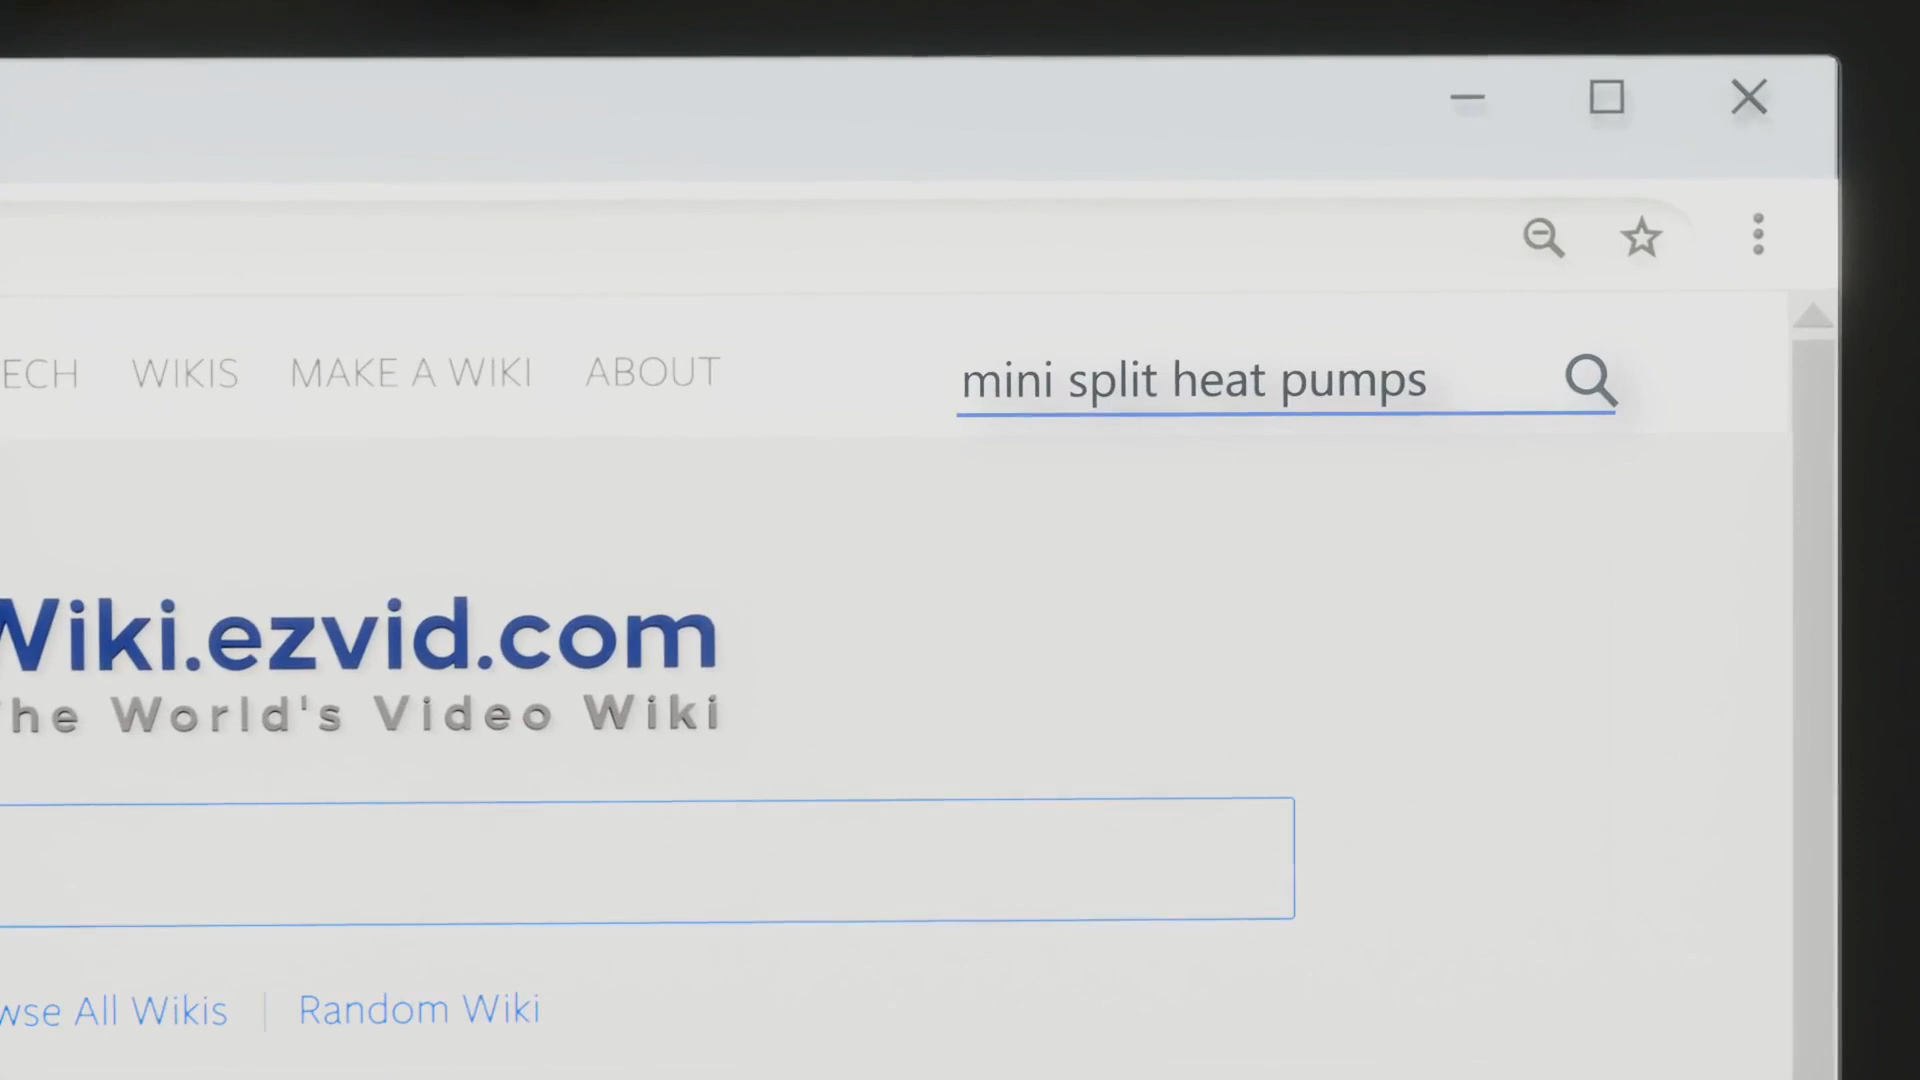 ECH WIKIS MAKE A WIKI ABOUT
mini split heat pumps
Wiki.ezvid.com
The World's Video Wiki
wse All Wikis | Random Wiki